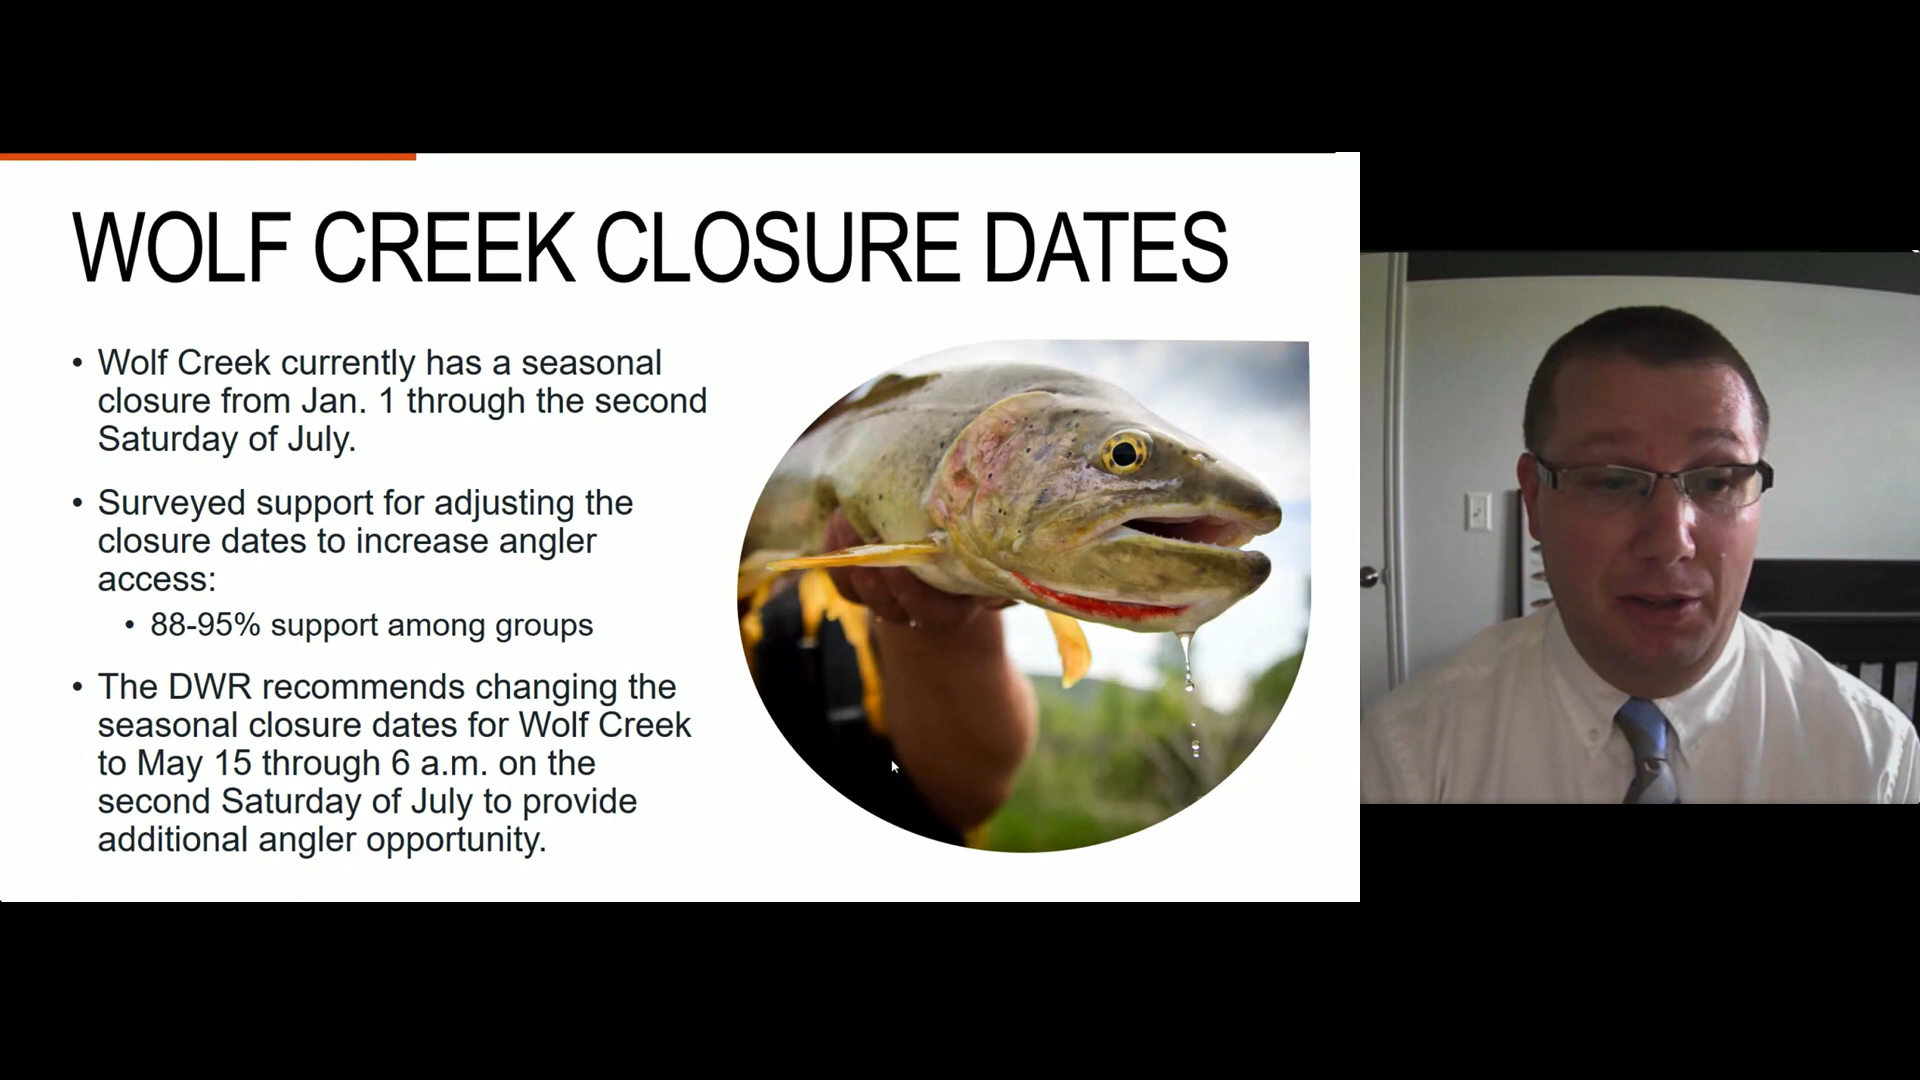 WOLF CREEK CLOSURE DATES
• Wolf Creek currently has a seasonal
closure from Jan. 1 through the second
Saturday of July.
• Surveyed support for adjusting the
closure dates to increase angler
access:
• 88-95% support among groups
• The DWR recommends changing the
seasonal closure dates for Wolf Creek
to May 15 through 6 a.m. on the
second Saturday of July to provide
additional angler opportunity.